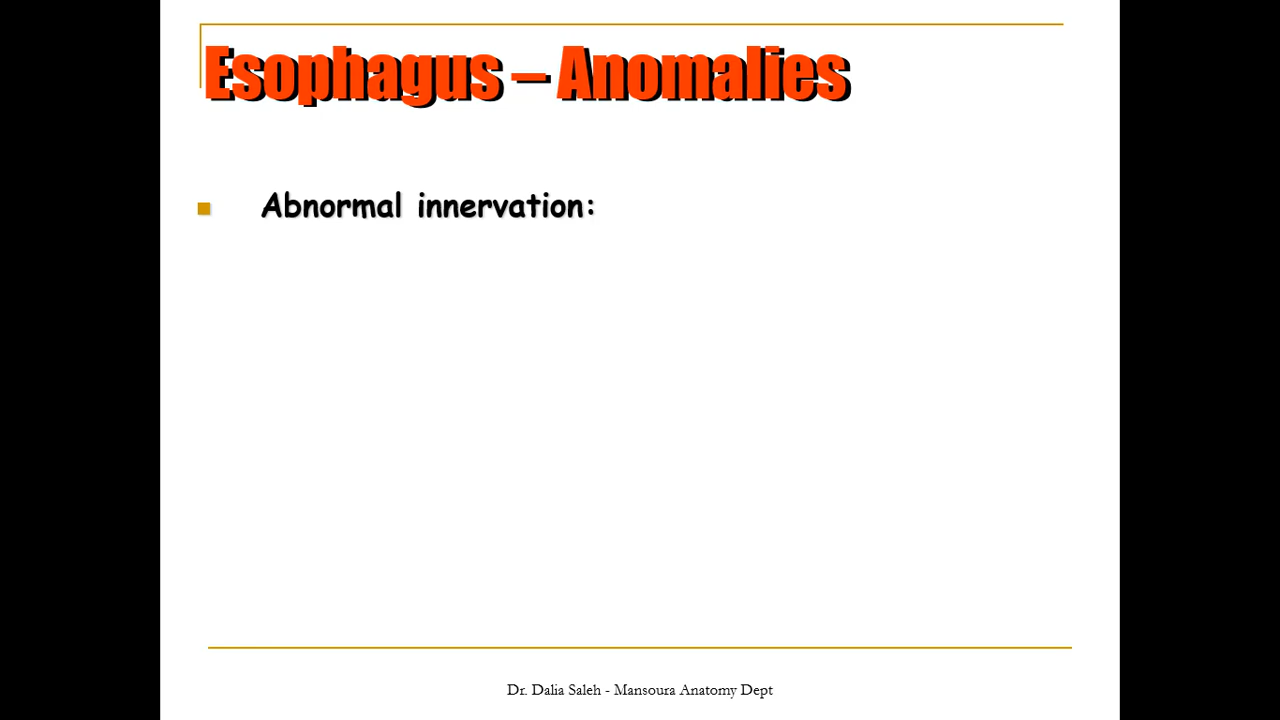 Esophagus – Anomalies
Abnormal innervation:
Dr. Dalia Saleh - Mansoura Anatomy Dept